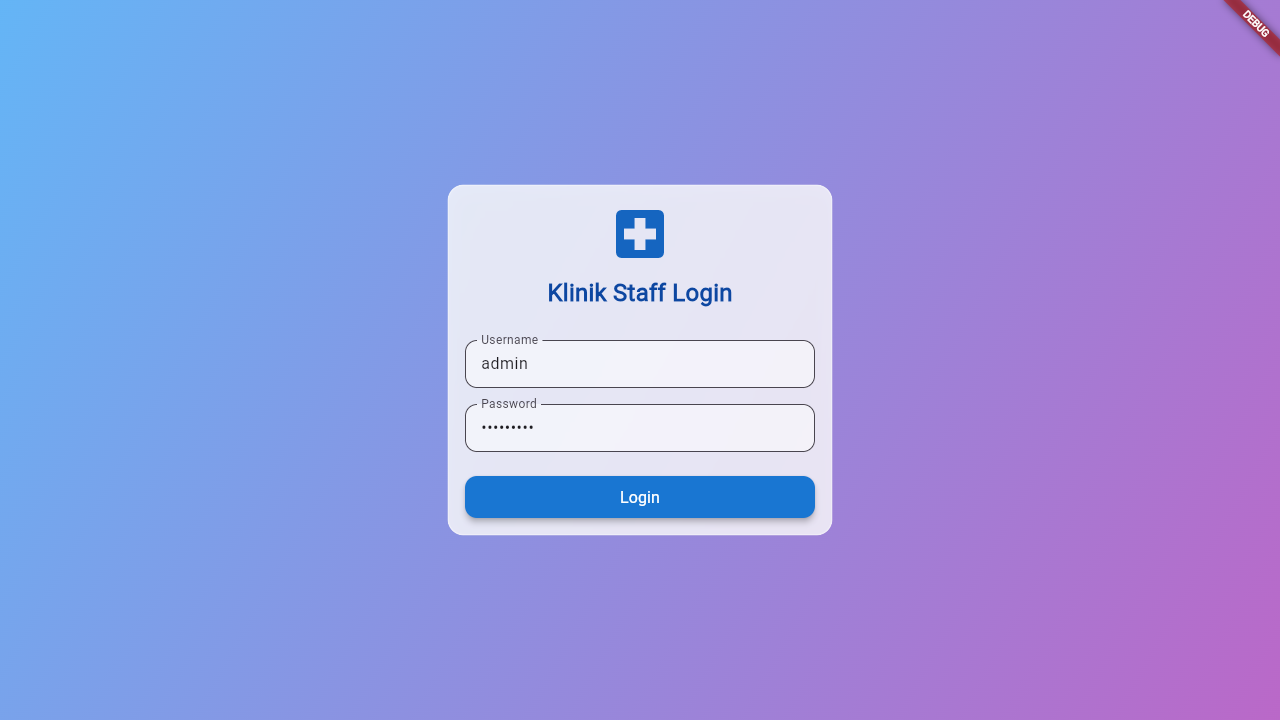 DEBUG
Klinik Staff Login
Username
admin
Password
•••••••••
Login